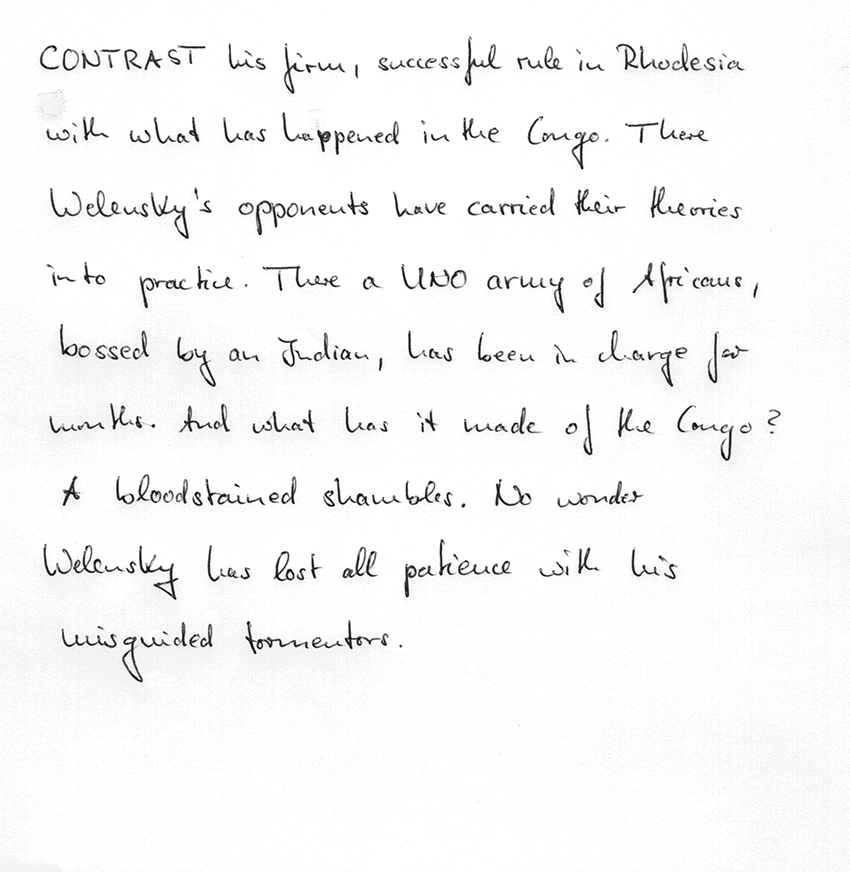 CONTRAST his firm, successful rule in Rhodesia
with what has happened in the Congo. There
Welensky's opponents have carried their theories
into practice. There a UNO army of Africans,
bossed by an Indian, has been in charge for
months. And what has it made of the Congo?
A bloodstained shambles. No wonder
Welensky has lost all patience with his
misguided tormentors.